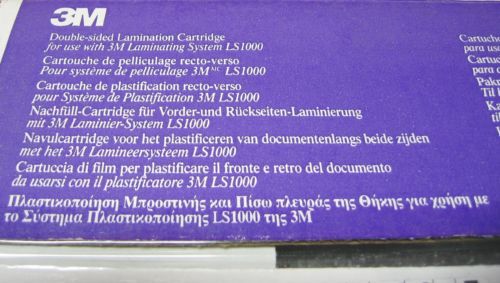 3M
Double-sided Lamination Cartridge
for use with 3M Laminating System LS1000
Cartouche de pelliculage recto-verso
Pour système de pelliculage 3M MC LS1000
Cartouche de plastification recto-verso
pour Système de Plastification 3M LS1000
Nachfüll-Cartridge für Vorder-und Rückseiten-Laminierung
mit 3M Laminier-System LS1000
Navulcartridge voor het plastificeren van documentenlangs beide zijden
met het 3M Lamineersysteem LS1000
Cartuccia di film per plastificare il fronte e retro del documento
da usarsi con il plastificatore 3M LS1000
Πλαστικοποίηση Μπροστινής και Πίσω πλευράς της Θήκης για χρήση με
το Σύστημα Πλαστικοποίησης LS1000 της 3M
Cartucho
para us
Cartuch
para
Pak
Til
Ka
til